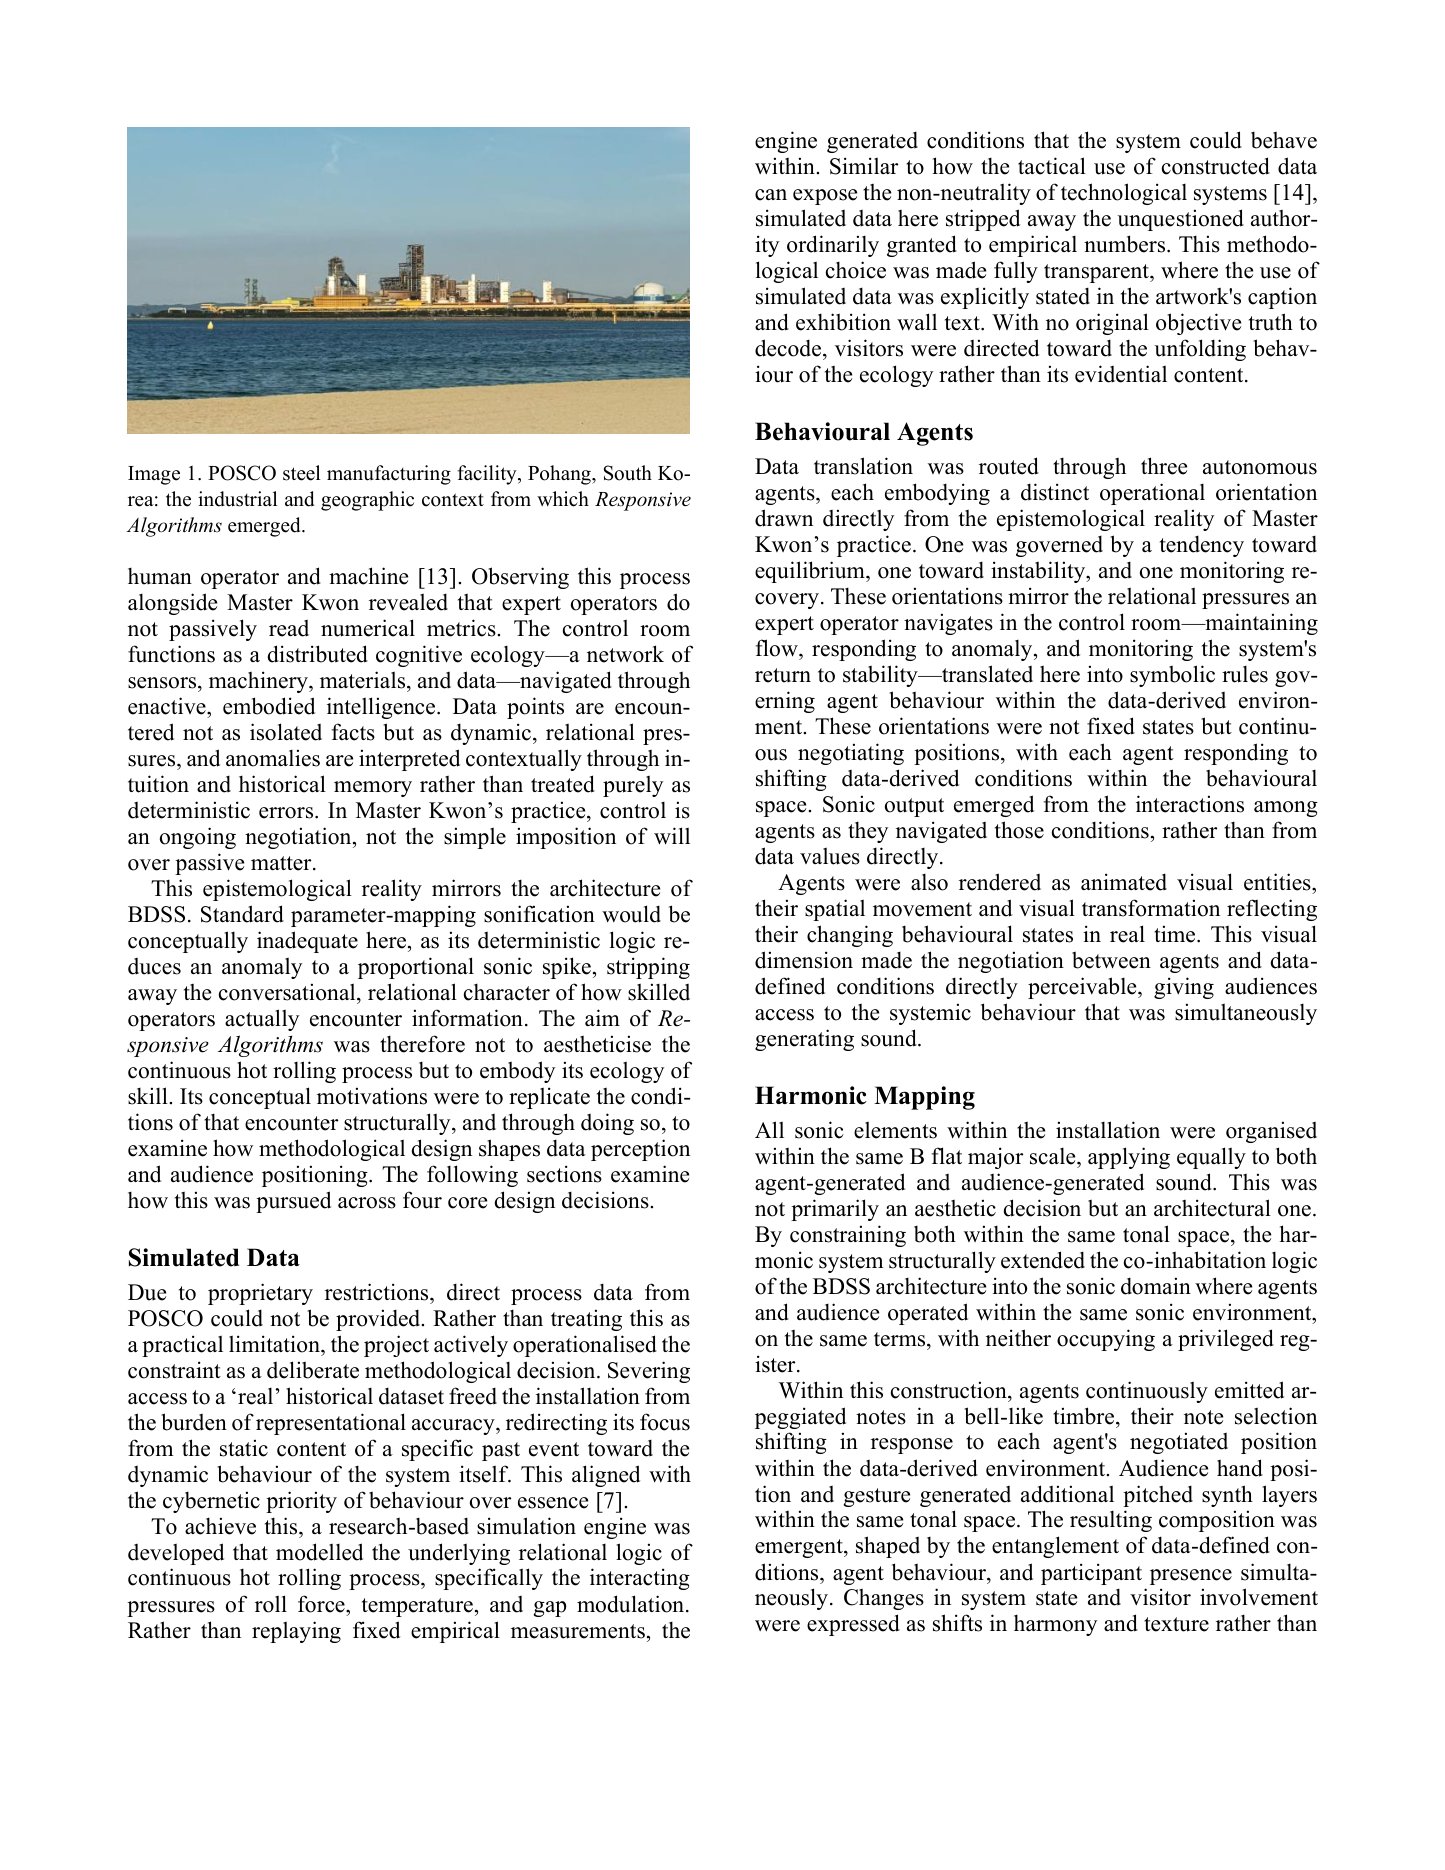 Image 1. POSCO steel manufacturing facility, Pohang, South Ko-
rea: the industrial and geographic context from which Responsive
Algorithms emerged.
human operator and machine [13]. Observing this process
alongside Master Kwon revealed that expert operators do
not passively read numerical metrics. The control room
functions as a distributed cognitive ecology—a network of
sensors, machinery, materials, and data—navigated through
enactive, embodied intelligence. Data points are encoun-
tered not as isolated facts but as dynamic, relational pres-
sures, and anomalies are interpreted contextually through in-
tuition and historical memory rather than treated purely as
deterministic errors. In Master Kwon’s practice, control is
an ongoing negotiation, not the simple imposition of will
over passive matter.
This epistemological reality mirrors the architecture of
BDSS. Standard parameter-mapping sonification would be
conceptually inadequate here, as its deterministic logic re-
duces an anomaly to a proportional sonic spike, stripping
away the conversational, relational character of how skilled
operators actually encounter information. The aim of Re-
sponsive Algorithms was therefore not to aestheticise the
continuous hot rolling process but to embody its ecology of
skill. Its conceptual motivations were to replicate the condi-
tions of that encounter structurally, and through doing so, to
examine how methodological design shapes data perception
and audience positioning. The following sections examine
how this was pursued across four core design decisions.
Simulated Data
Due to proprietary restrictions, direct process data from
POSCO could not be provided. Rather than treating this as
a practical limitation, the project actively operationalised the
constraint as a deliberate methodological decision. Severing
access to a ‘real’ historical dataset freed the installation from
the burden of representational accuracy, redirecting its focus
from the static content of a specific past event toward the
dynamic behaviour of the system itself. This aligned with
the cybernetic priority of behaviour over essence [7].
To achieve this, a research-based simulation engine was
developed that modelled the underlying relational logic of
continuous hot rolling process, specifically the interacting
pressures of roll force, temperature, and gap modulation.
Rather than replaying fixed empirical measurements, the
engine generated conditions that the system could behave
within. Similar to how the tactical use of constructed data
can expose the non-neutrality of technological systems [14],
simulated data here stripped away the unquestioned author-
ity ordinarily granted to empirical numbers. This methodo-
logical choice was made fully transparent, where the use of
simulated data was explicitly stated in the artwork's caption
and exhibition wall text. With no original objective truth to
decode, visitors were directed toward the unfolding behav-
iour of the ecology rather than its evidential content.
Behavioural Agents
Data translation was routed through three autonomous
agents, each embodying a distinct operational orientation
drawn directly from the epistemological reality of Master
Kwon’s practice. One was governed by a tendency toward
equilibrium, one toward instability, and one monitoring re-
covery. These orientations mirror the relational pressures an
expert operator navigates in the control room—maintaining
flow, responding to anomaly, and monitoring the system's
return to stability—translated here into symbolic rules gov-
erning agent behaviour within the data-derived environ-
ment. These orientations were not fixed states but continu-
ous negotiating positions, with each agent responding to
shifting data-derived conditions within the behavioural
space. Sonic output emerged from the interactions among
agents as they navigated those conditions, rather than from
data values directly.
Agents were also rendered as animated visual entities,
their spatial movement and visual transformation reflecting
their changing behavioural states in real time. This visual
dimension made the negotiation between agents and data-
defined conditions directly perceivable, giving audiences
access to the systemic behaviour that was simultaneously
generating sound.
Harmonic Mapping
All sonic elements within the installation were organised
within the same B flat major scale, applying equally to both
agent-generated and audience-generated sound. This was
not primarily an aesthetic decision but an architectural one.
By constraining both within the same tonal space, the har-
monic system structurally extended the co-inhabitation logic
of the BDSS architecture into the sonic domain where agents
and audience operated within the same sonic environment,
on the same terms, with neither occupying a privileged reg-
ister.
Within this construction, agents continuously emitted ar-
peggiated notes in a bell-like timbre, their note selection
shifting in response to each agent's negotiated position
within the data-derived environment. Audience hand posi-
tion and gesture generated additional pitched synth layers
within the same tonal space. The resulting composition was
emergent, shaped by the entanglement of data-defined con-
ditions, agent behaviour, and participant presence simulta-
neously. Changes in system state and visitor involvement
were expressed as shifts in harmony and texture rather than